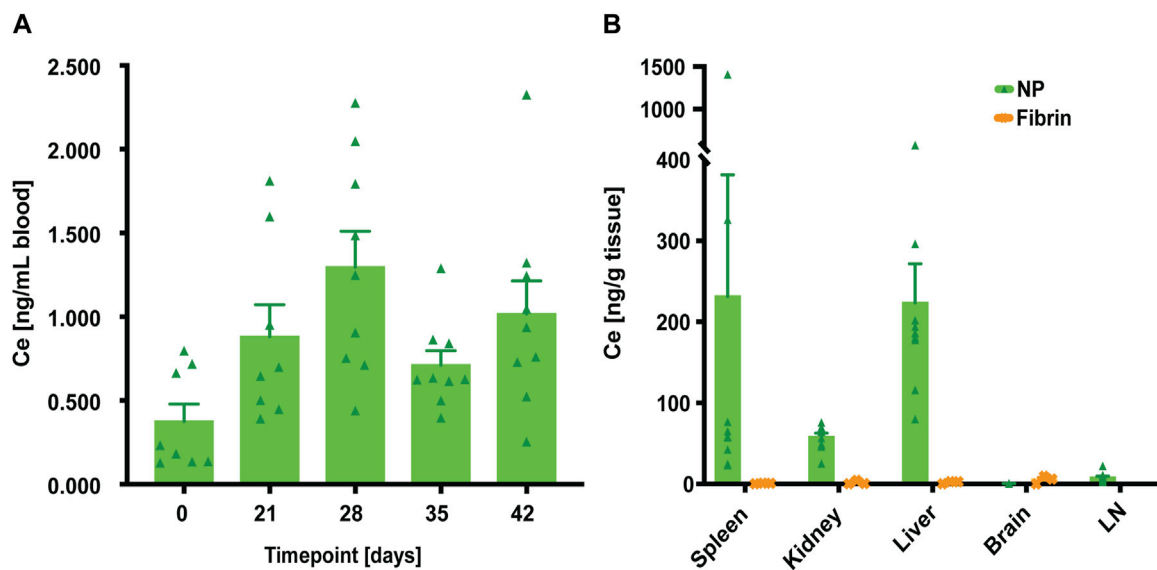 A
Ce [ng/mL blood]
2.500
2.000
1.500
1.000
0.500
0.000
0 21 28 35 42
Timepoint [days]
B
Ce [ng/g tissue]
1500
1000
400
300
200
100
0
NP
Fibrin
Spleen
Kidney
Liver
Brain
LN